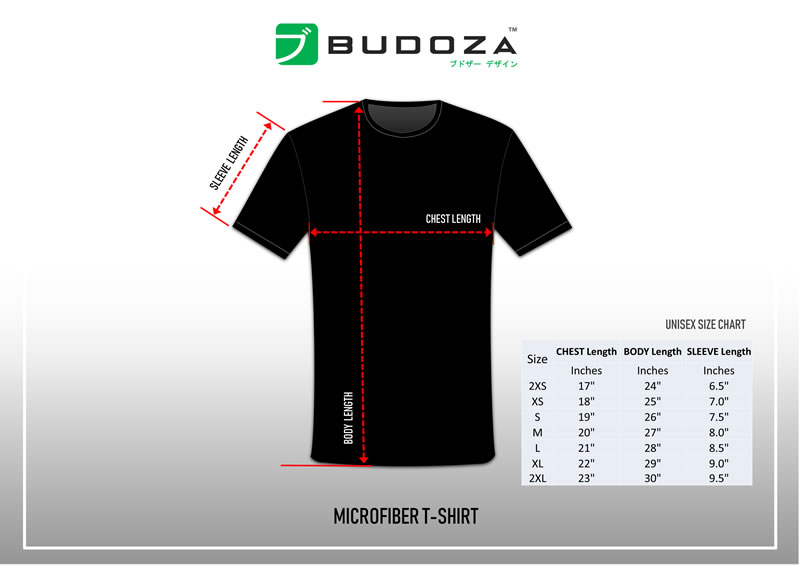 ブ BUDOZA™
ブドザー デザイン
SLEEVE LENGTH
CHEST LENGTH
BODY LENGTH
UNISEX SIZE CHART
Size CHEST Length BODY Length SLEEVE Length
Inches Inches Inches
2XS 17" 24" 6.5"
XS 18" 25" 7.0"
S 19" 26" 7.5"
M 20" 27" 8.0"
L 21" 28" 8.5"
XL 22" 29" 9.0"
2XL 23" 30" 9.5"
MICROFIBER T-SHIRT